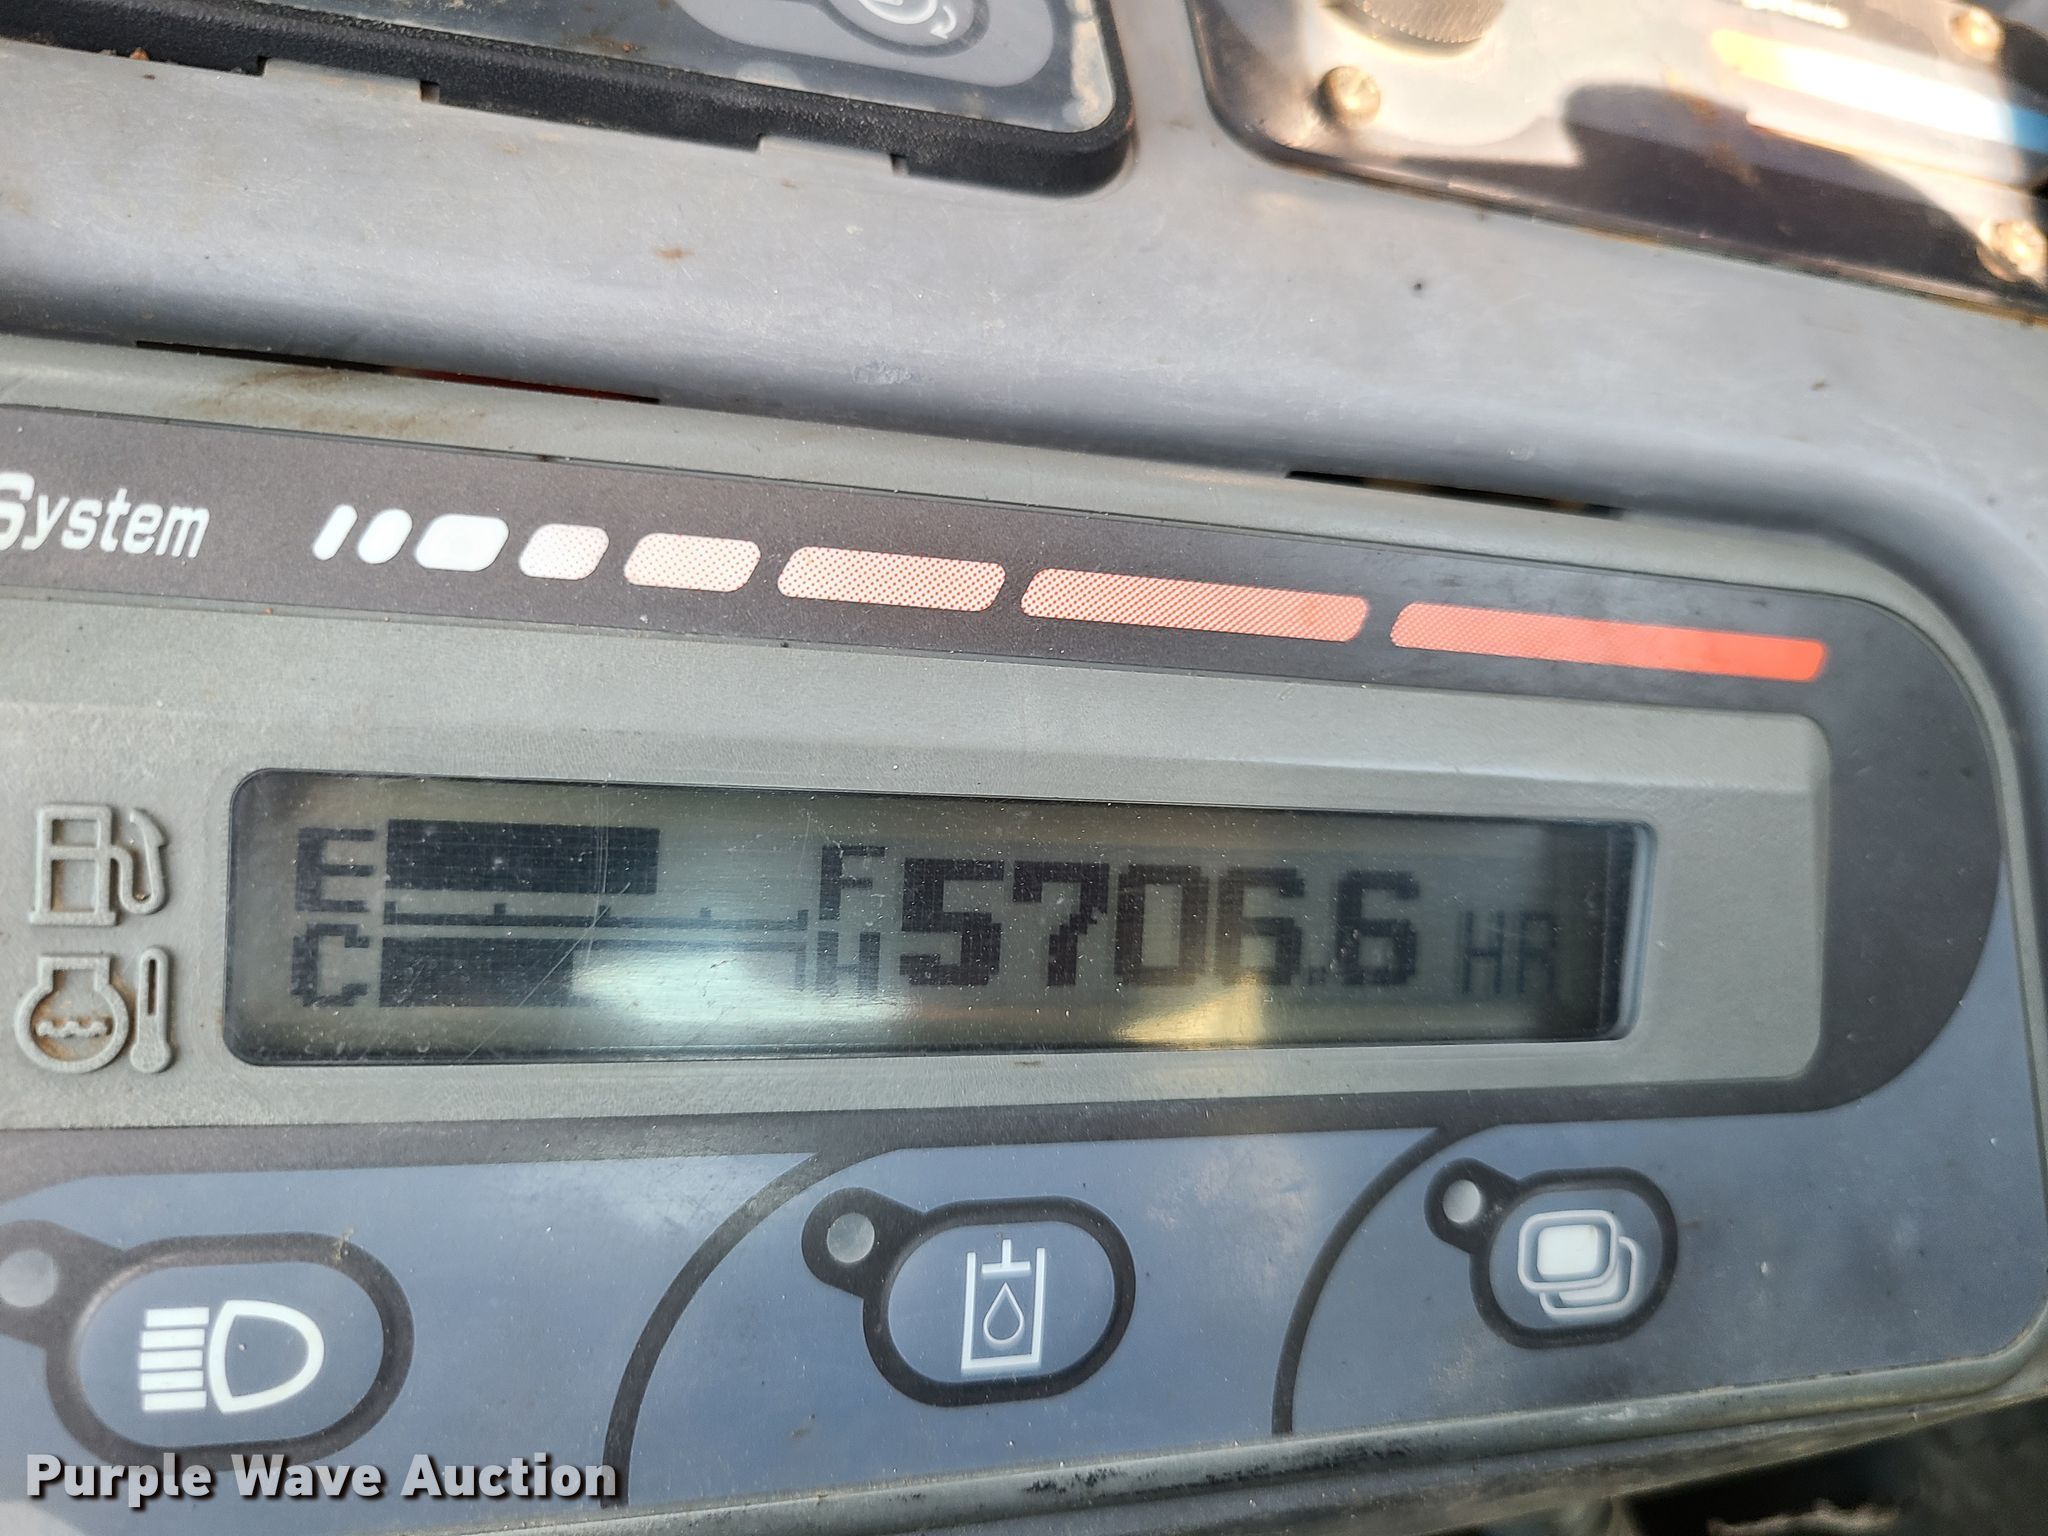 System
E F 5706.6 HR
C H
Purple Wave Auction